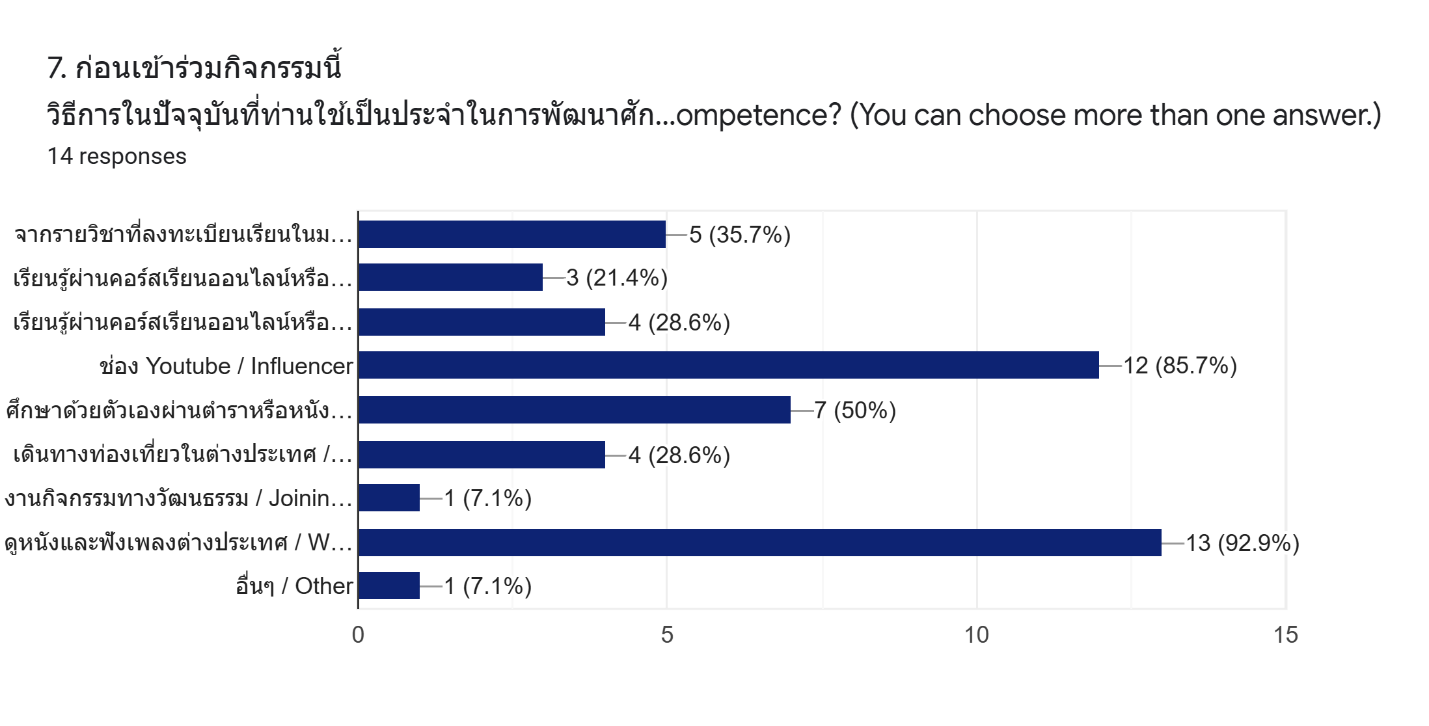 7. ก่อนเข้าร่วมกิจกรรมนี้
วิธีการในปัจจุบันที่ท่านใช้เป็นประจำในการพัฒนาศัก...ompetence? (You can choose more than one answer.)
14 responses
จากรายวิชาที่ลงทะเบียนเรียนในม... 5 (35.7%)
เรียนรู้ผ่านคอร์สเรียนออนไลน์หรือ... 3 (21.4%)
เรียนรู้ผ่านคอร์สเรียนออนไลน์หรือ... 4 (28.6%)
ช่อง Youtube / Influencer 12 (85.7%)
ศึกษาด้วยตัวเองผ่านตำราหรือหนัง... 7 (50%)
เดินทางท่องเที่ยวในต่างประเทศ /... 4 (28.6%)
งานกิจกรรมทางวัฒนธรรม / Joinin... 1 (7.1%)
ดูหนังและฟังเพลงต่างประเทศ / W... 13 (92.9%)
อื่นๆ / Other 1 (7.1%)
0 5 10 15